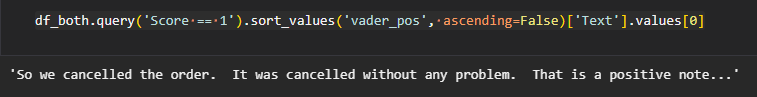 df_both.query('Score == 1').sort_values('vader_pos', ascending=False)['Text'].values[0]
'So we cancelled the order.  It was cancelled without any problem.  That is a positive note...'